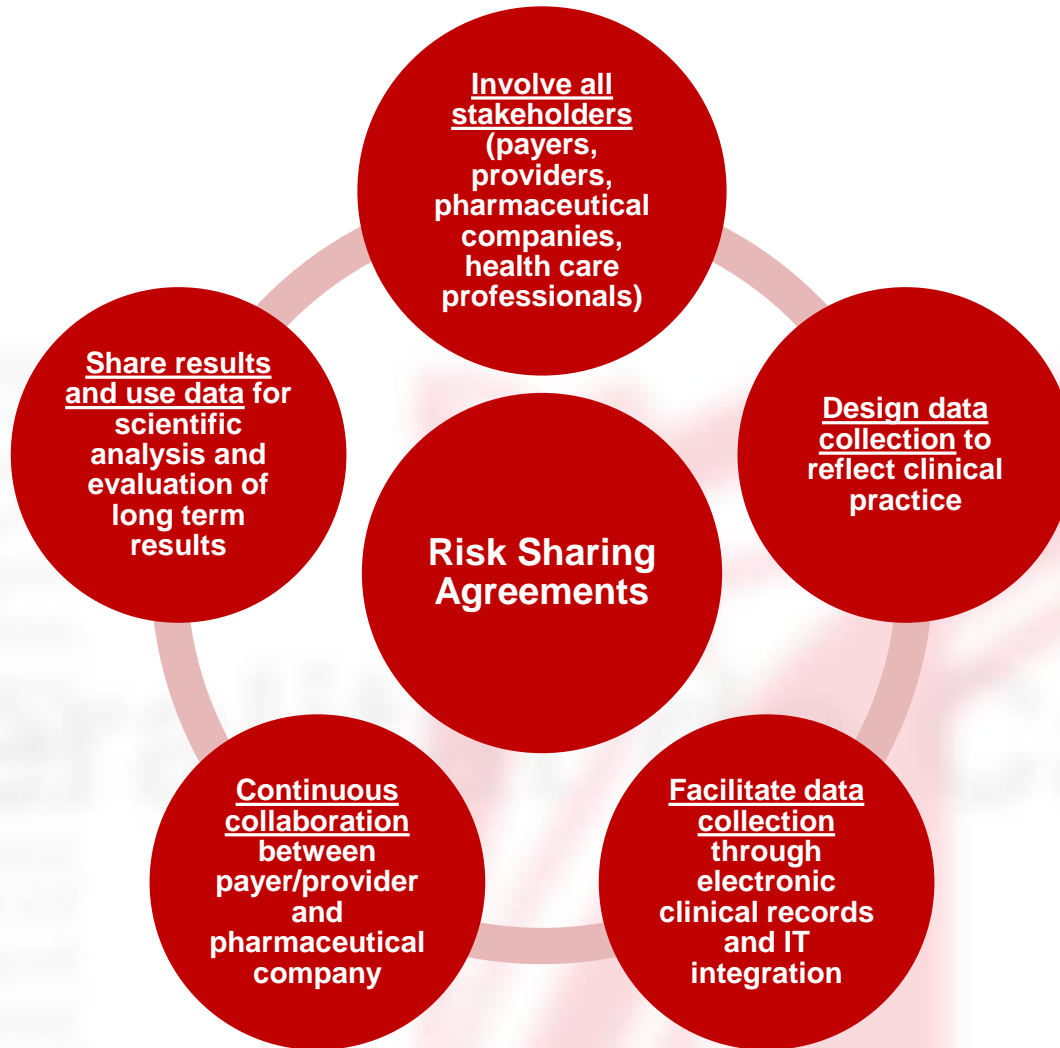 Involve all
stakeholders
(payers,
providers,
pharmaceutical
companies,
health care
professionals)
Design data
collection to
reflect clinical
practice
Facilitate data
collection
through
electronic
clinical records
and IT
integration
Continuous
collaboration
between
payer/provider
and
pharmaceutical
company
Share results
and use data for
scientific
analysis and
evaluation of
long term
results
Risk Sharing
Agreements